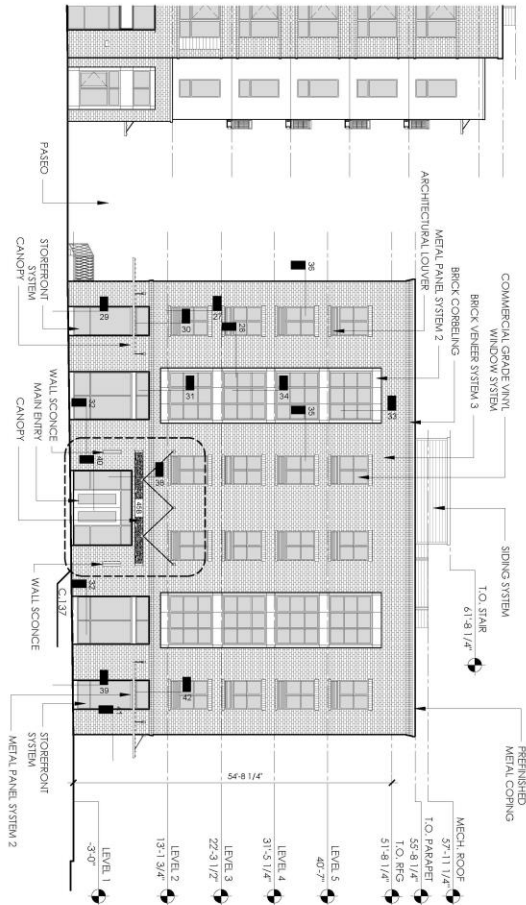 PASEO
STOREFRONT
SYSTEM
CANOPY
WALL SCONCE
MAIN ENTRY
CANOPY
WALL SCONCE
C.137
STOREFRONT
SYSTEM
METAL PANEL SYSTEM 2
ARCHITECTURAL LOUVER
METAL PANEL SYSTEM 2
BRICK CORBELING
BRICK VENEER SYSTEM 3
COMMERCIAL GRADE VINYL
WINDOW SYSTEM
SIDING SYSTEM
T.O. STAIR
61'-8 1/4"
PREFINISHED
METAL COPING
MECH. ROOF
57'-11 1/4"
T.O. PARAPET
55'-8 1/4"
T.O. RFG
51'-8 1/4"
LEVEL 5
40'-7"
LEVEL 4
31'-5 1/4"
LEVEL 3
22'-3 1/2"
LEVEL 2
13'-1 3/4"
LEVEL 1
-3'-0"
54'-8 1/4"
36
33
35
34
28
27
30
31
29
32
38
40
32
39
42